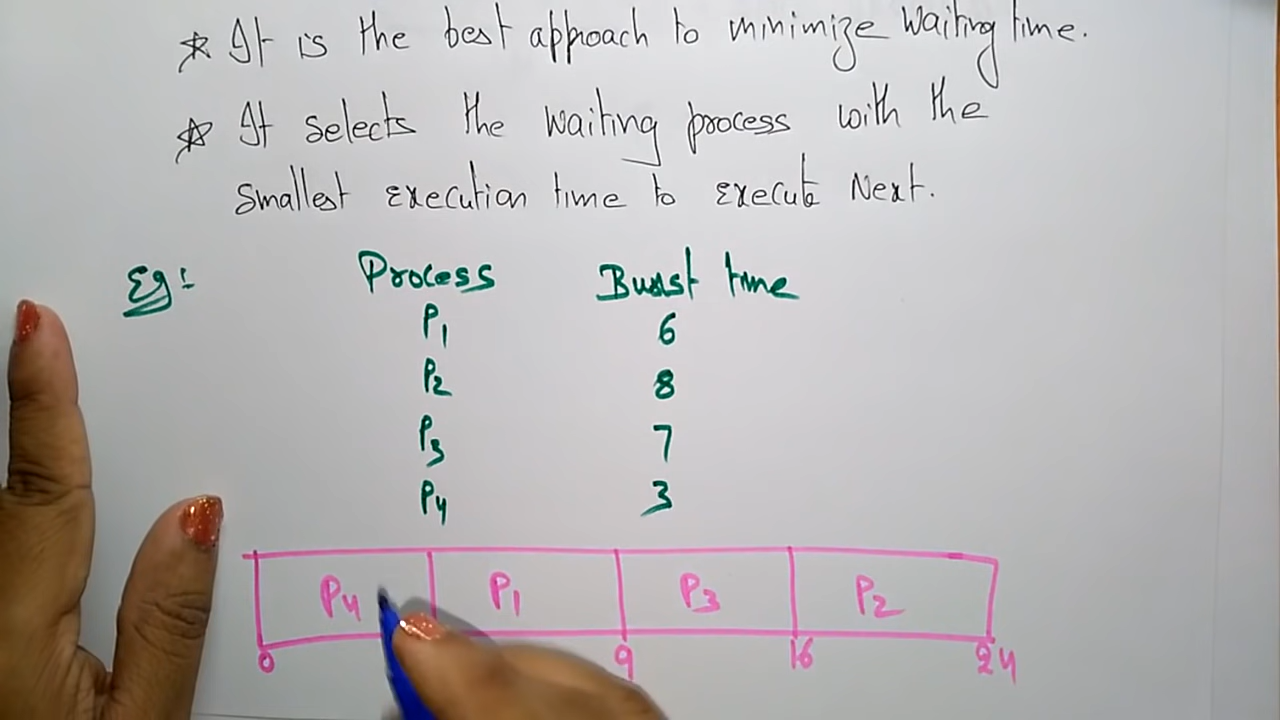 ☆ It is the best approach to minimize waiting time.
☆ It selects the waiting process with the
smallest execution time to execute Next.
Eg: Process Burst time
P1 6
P2 8
P3 7
P4 3
P4 P1 P3 P2
0 9 16 24